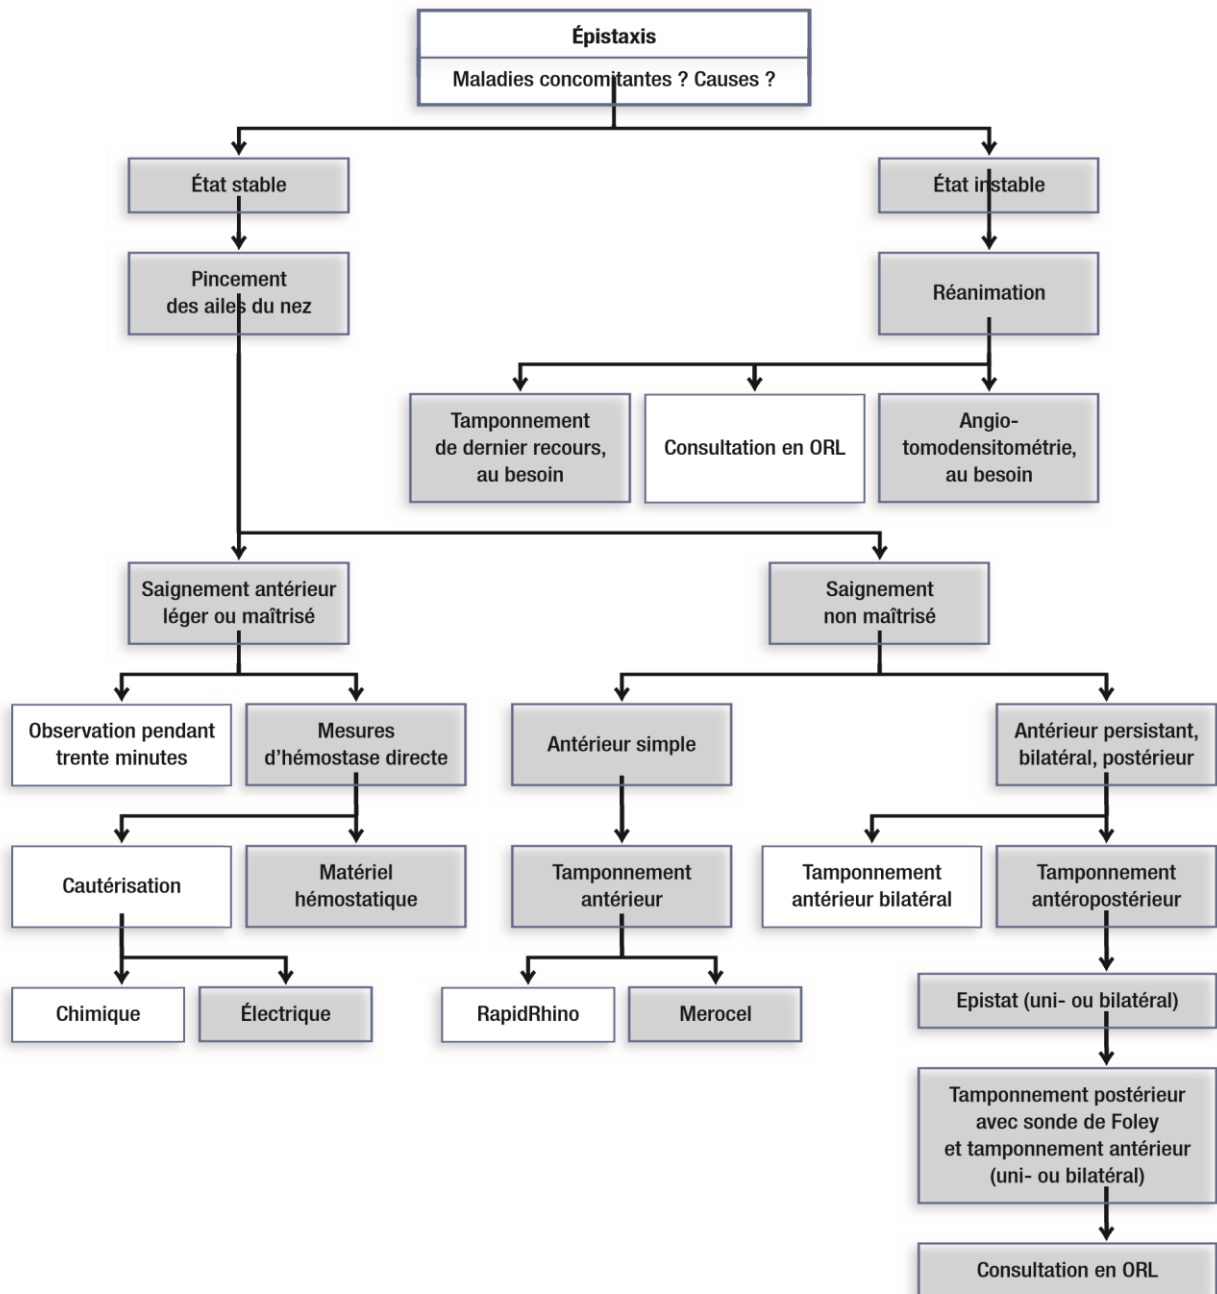 Épistaxis
Maladies concomitantes ? Causes ?
État stable
État instable
Pincement
des ailes du nez
Réanimation
Tamponnement
de dernier recours,
au besoin
Consultation en ORL
Angio-
tomodensitométrie,
au besoin
Saignement antérieur
léger ou maîtrisé
Saignement
non maîtrisé
Observation pendant
trente minutes
Mesures
d'hémostase directe
Antérieur simple
Antérieur persistant,
bilatéral, postérieur
Cautérisation
Matériel
hémostatique
Tamponnement
antérieur
Tamponnement
antérieur bilatéral
Tamponnement
antéropostérieur
Chimique
Électrique
RapidRhino
Merocel
Epistat (uni- ou bilatéral)
Tamponnement postérieur
avec sonde de Foley
et tamponnement antérieur
(uni- ou bilatéral)
Consultation en ORL